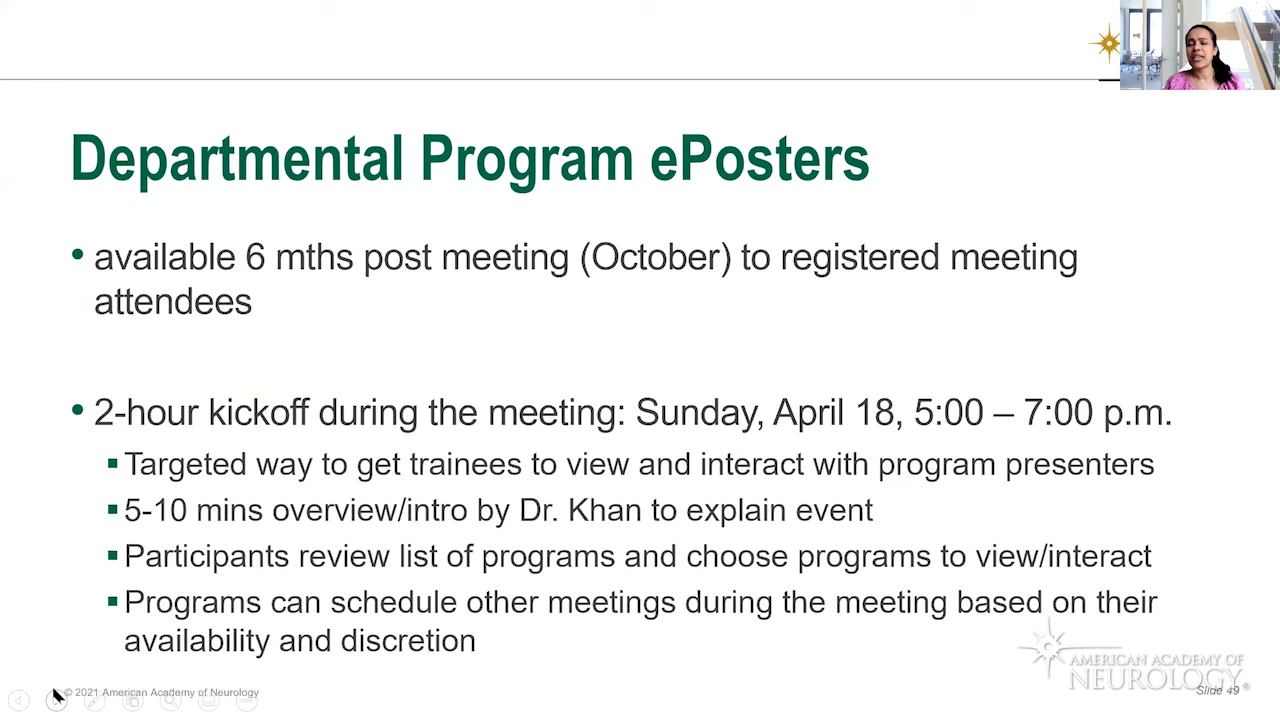 Departmental Program ePosters
• available 6 mths post meeting (October) to registered meeting
attendees
• 2-hour kickoff during the meeting: Sunday, April 18, 5:00 – 7:00 p.m.
▪ Targeted way to get trainees to view and interact with program presenters
▪ 5-10 mins overview/intro by Dr. Khan to explain event
▪ Participants review list of programs and choose programs to view/interact
▪ Programs can schedule other meetings during the meeting based on their
availability and discretion
AMERICAN ACADEMY OF
NEUROLOGY®
© 2021 American Academy of Neurology
Slide 49